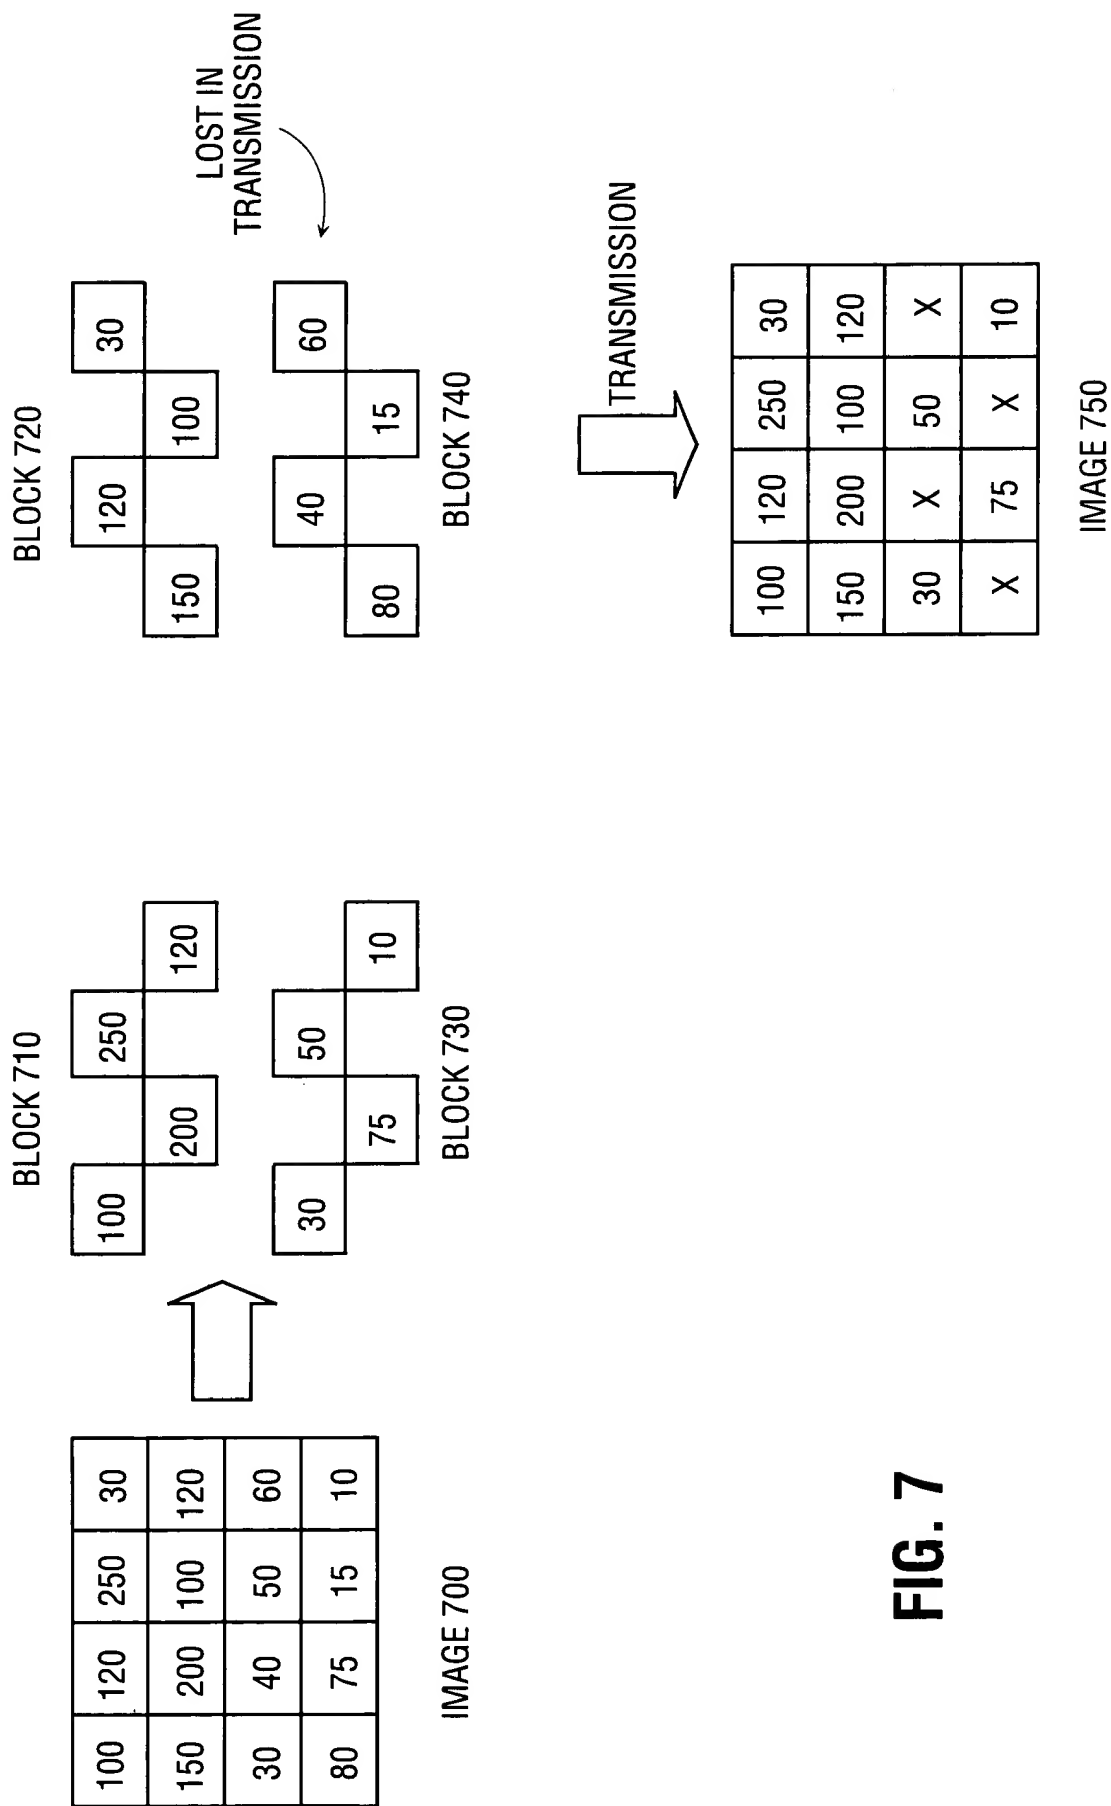 100 120 250 30
150 200 100 120
30 40 50 60
80 75 15 10
IMAGE 700
BLOCK 710
100 250
200 120
30 50
75 10
BLOCK 730
BLOCK 720
120 30
150 100
40 60
80 15
BLOCK 740
LOST IN
TRANSMISSION
TRANSMISSION
100 120 250 30
150 200 100 120
30 X 50 X
X 75 X 10
IMAGE 750
FIG. 7